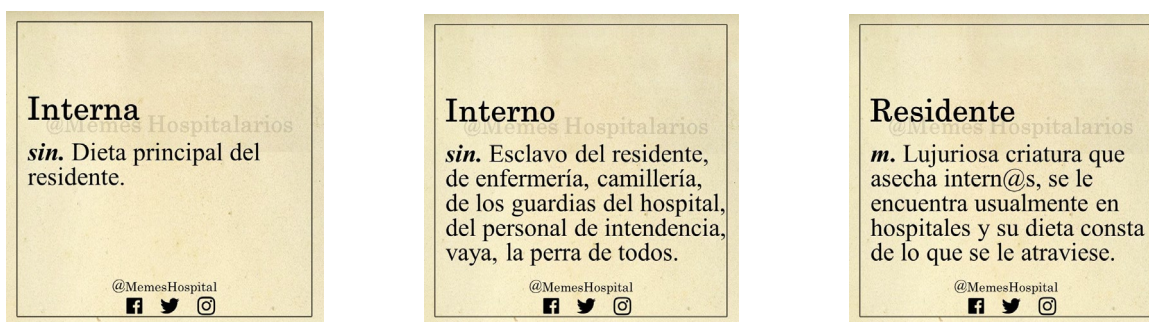 Interna
@Memes Hospitalarios
sin. Dieta principal del
residente.
@MemesHospital
Interno
@Memes Hospitalarios
sin. Esclavo del residente,
de enfermería, camillería,
de los guardias del hospital,
del personal de intendencia,
vaya, la perra de todos.
@MemesHospital
Residente
@Memes Hospitalarios
m. Lujuriosa criatura que
asecha intern@s, se le
encuentra usualmente en
hospitales y su dieta consta
de lo que se le atraviese.
@MemesHospital